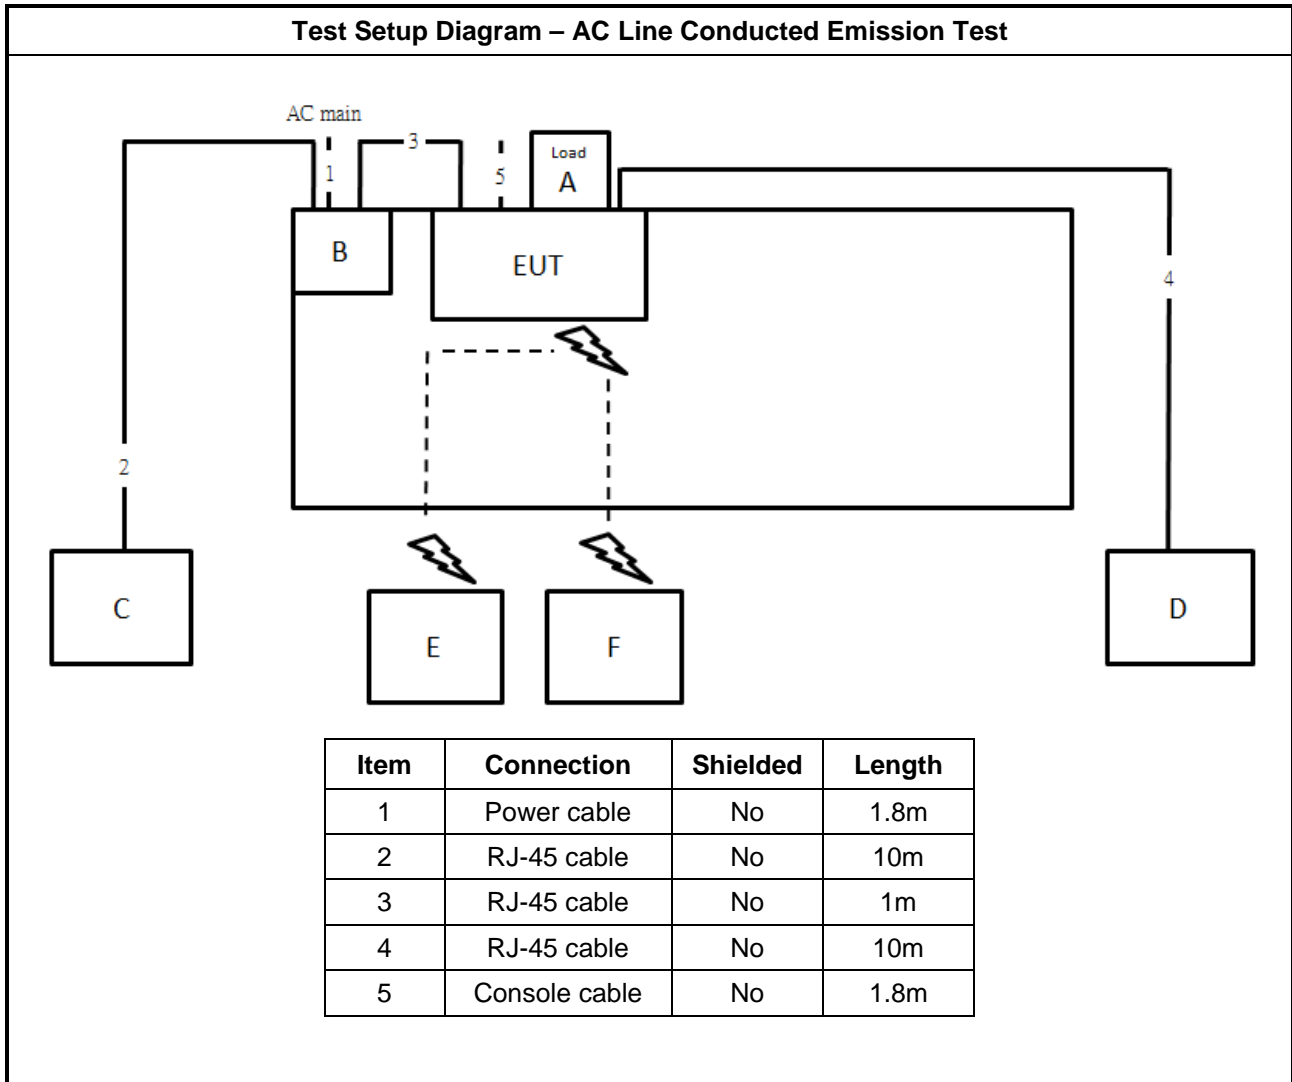 Test Setup Diagram – AC Line Conducted Emission Test
AC main
3
Load
1
5
A
B
EUT
4
2
C
D
E
F
Item Connection Shielded Length
1 Power cable No 1.8m
2 RJ-45 cable No 10m
3 RJ-45 cable No 1m
4 RJ-45 cable No 10m
5 Console cable No 1.8m